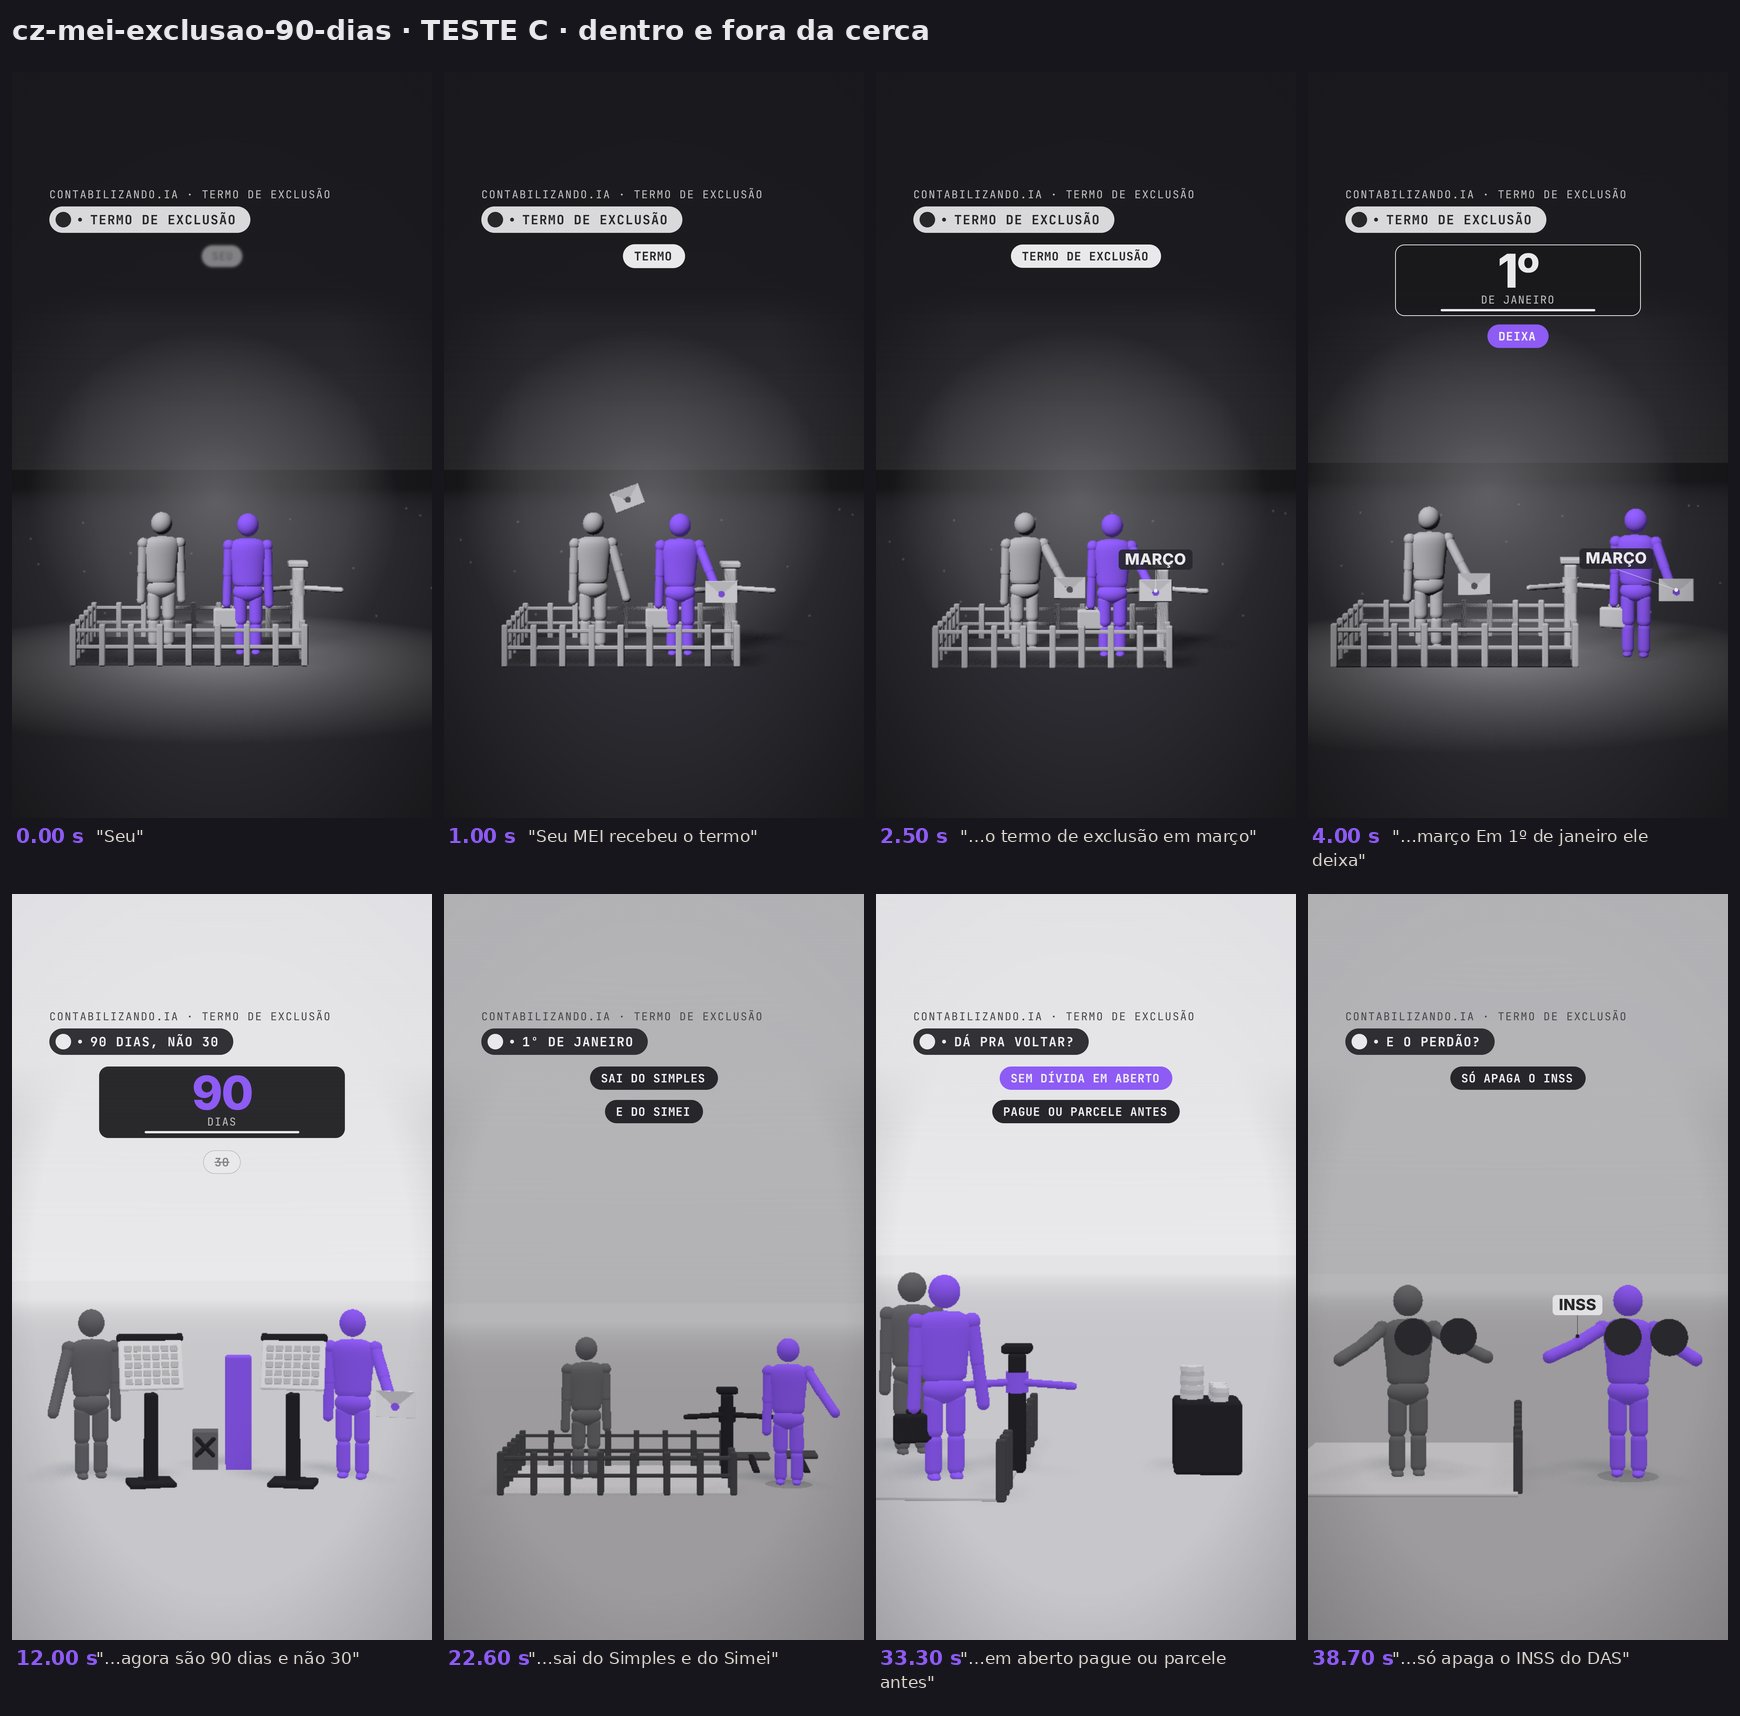 cz-mei-exclusao-90-dias · TESTE C · dentro e fora da cerca
CONTABILIZANDO.IA · TERMO DE EXCLUSÃO
• TERMO DE EXCLUSÃO
SEU
0.00 s "Seu"
CONTABILIZANDO.IA · TERMO DE EXCLUSÃO
• TERMO DE EXCLUSÃO
TERMO
1.00 s "Seu MEI recebeu o termo"
CONTABILIZANDO.IA · TERMO DE EXCLUSÃO
• TERMO DE EXCLUSÃO
TERMO DE EXCLUSÃO
MARÇO
2.50 s "...o termo de exclusão em março"
CONTABILIZANDO.IA · TERMO DE EXCLUSÃO
• TERMO DE EXCLUSÃO
1º
DE JANEIRO
DEIXA
MARÇO
4.00 s "...março Em 1º de janeiro ele
deixa"
CONTABILIZANDO.IA · TERMO DE EXCLUSÃO
• 90 DIAS, NÃO 30
90
DIAS
30
12.00 s "...agora são 90 dias e não 30"
CONTABILIZANDO.IA · TERMO DE EXCLUSÃO
• 1° DE JANEIRO
SAI DO SIMPLES
E DO SIMEI
22.60 s "...sai do Simples e do Simei"
CONTABILIZANDO.IA · TERMO DE EXCLUSÃO
• DÁ PRA VOLTAR?
SEM DÍVIDA EM ABERTO
PAGUE OU PARCELE ANTES
33.30 s "...em aberto pague ou parcele
antes"
CONTABILIZANDO.IA · TERMO DE EXCLUSÃO
• E O PERDÃO?
SÓ APAGA O INSS
INSS
38.70 s "...só apaga o INSS do DAS"